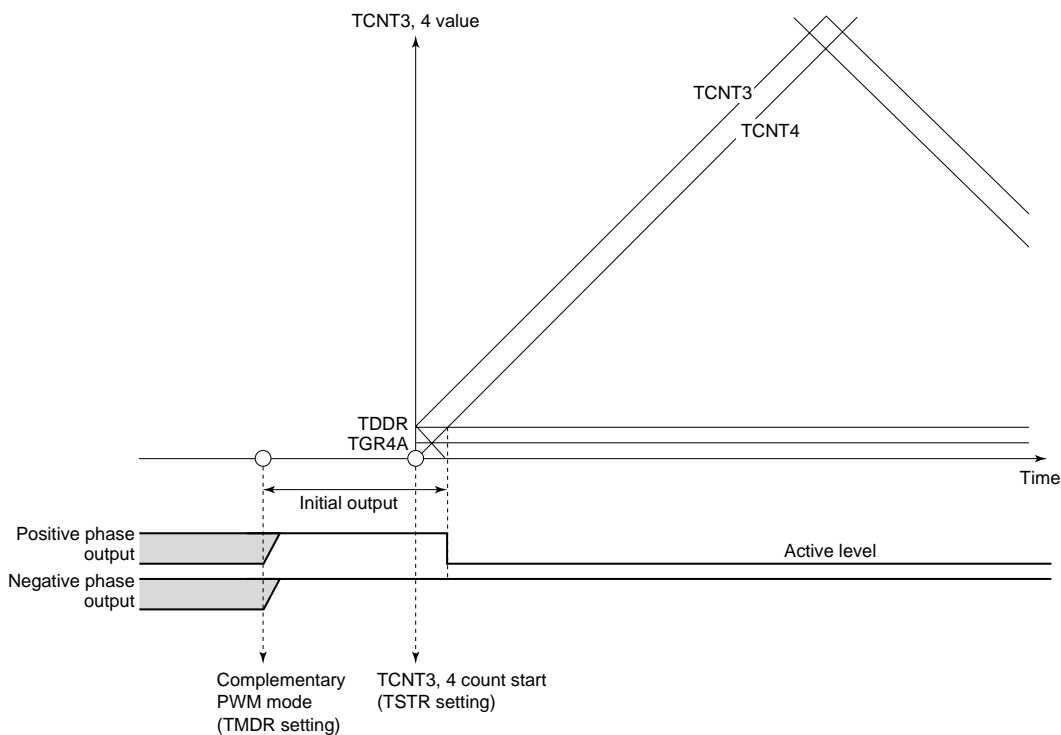 TCNT3, 4 value
TCNT3
TCNT4
TDDR
TGR4A
Time
Initial output
Positive phase
output
Active level
Negative phase
output
Complementary
PWM mode
(TMDR setting)
TCNT3, 4 count start
(TSTR setting)